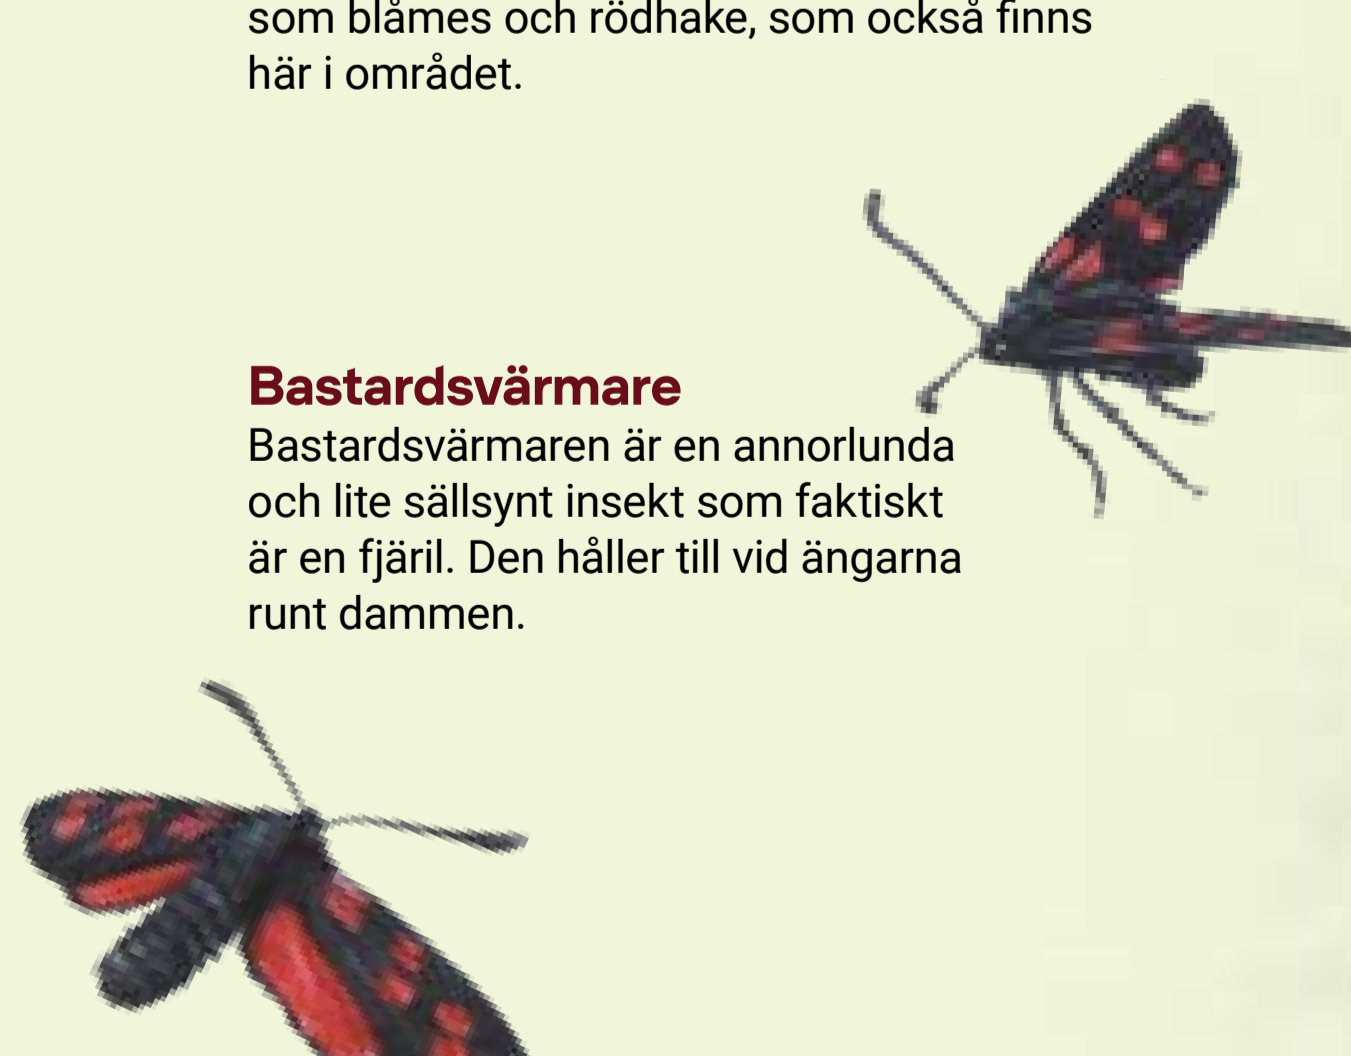 som blåmes och rödhake, som också finns
här i området.
Bastardsvärmare
Bastardsvärmaren är en annorlunda
och lite sällsynt insekt som faktiskt
är en fjäril. Den håller till vid ängarna
runt dammen.